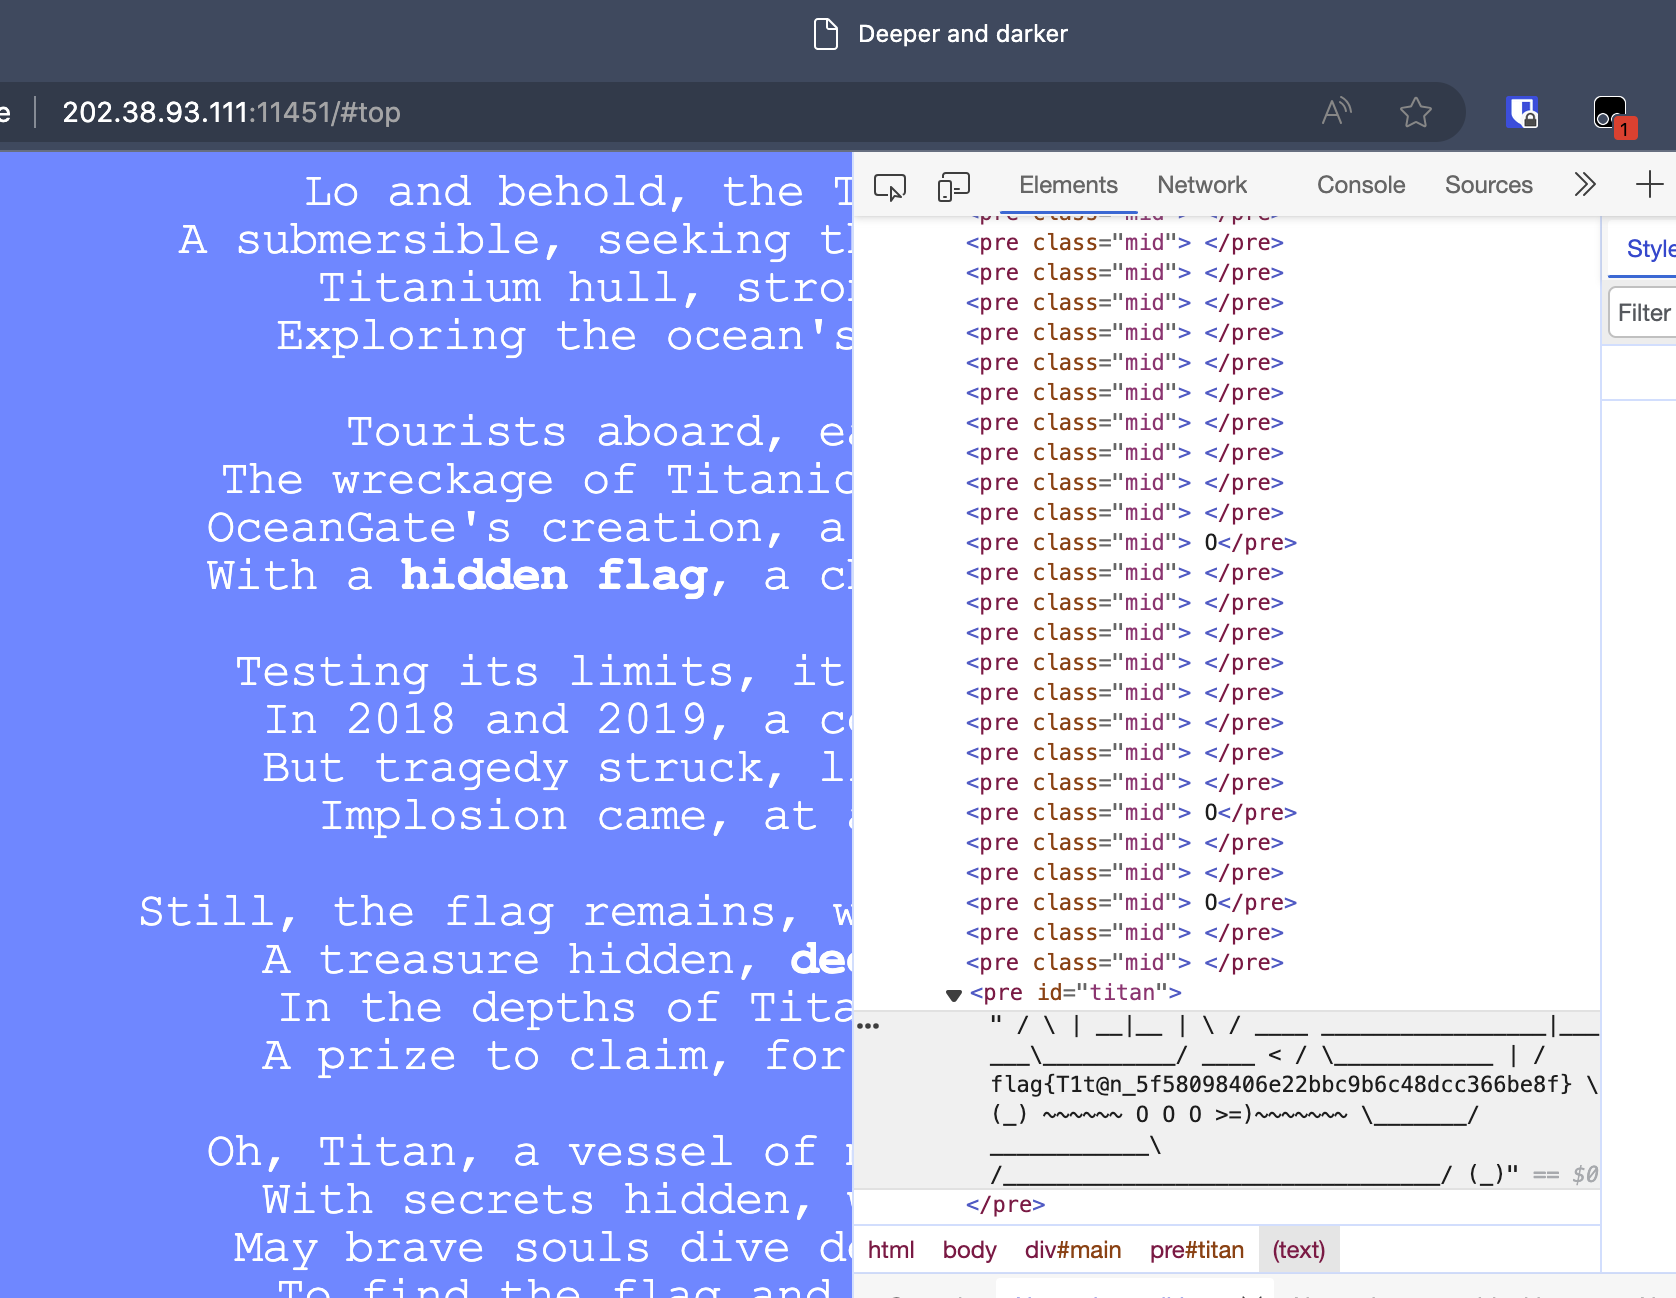 Deeper and darker
e
202.38.93.111:11451/#top
1
Lo and behold, the T
A submersible, seeking th
Titanium hull, stron
Exploring the ocean's
Tourists aboard, ea
The wreckage of Titanic
OceanGate's creation, a
With a hidden flag, a ch
Testing its limits, it
In 2018 and 2019, a co
But tragedy struck, li
Implosion came, at a
Still, the flag remains, w
A treasure hidden, dee
In the depths of Tita
A prize to claim, for
Oh, Titan, a vessel of
With secrets hidden,
May brave souls dive de
To find the flag and
Elements Network Console Sources
Style
Filter
<pre class="mid"> </pre>
<pre class="mid"> </pre>
<pre class="mid"> </pre>
<pre class="mid"> </pre>
<pre class="mid"> </pre>
<pre class="mid"> </pre>
<pre class="mid"> </pre>
<pre class="mid"> </pre>
<pre class="mid"> </pre>
<pre class="mid"> </pre>
<pre class="mid"> </pre>
<pre class="mid"> O</pre>
<pre class="mid"> </pre>
<pre class="mid"> </pre>
<pre class="mid"> </pre>
<pre class="mid"> </pre>
<pre class="mid"> </pre>
<pre class="mid"> </pre>
<pre class="mid"> </pre>
<pre class="mid"> </pre>
<pre class="mid"> O</pre>
<pre class="mid"> </pre>
<pre class="mid"> </pre>
<pre class="mid"> O</pre>
<pre class="mid"> </pre>
<pre class="mid"> </pre>
<pre id="titan">
" / \ | __|__ | \ / ____ _________________|___
___\__________/ ____ < / \____________ | /
flag{T1t@n_5f58098406e22bbc9b6c48dcc366be8f} \
(_) ~~~~~~ O O O >=)~~~~~~~ \_______/
____________\
/_________________________________/ (_)" == $0
</pre>
html body div#main pre#titan (text)